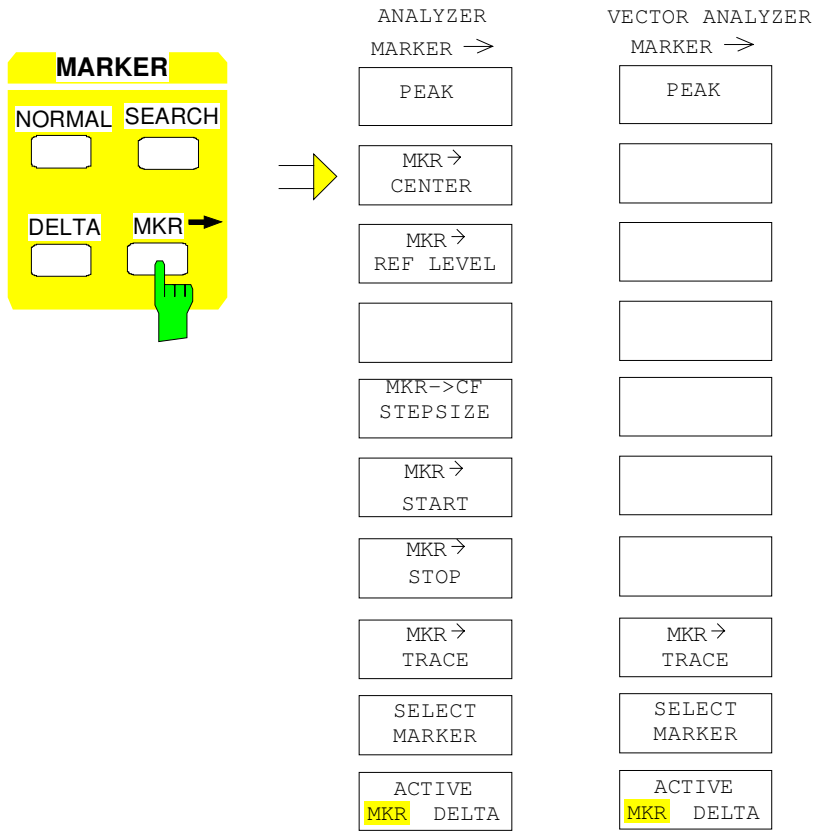 MARKER
NORMAL SEARCH
DELTA MKR
ANALYZER
MARKER →
PEAK
MKR →
CENTER
MKR →
REF LEVEL
MKR->CF
STEPSIZE
MKR →
START
MKR →
STOP
MKR →
TRACE
SELECT
MARKER
ACTIVE
MKR DELTA
VECTOR ANALYZER
MARKER →
PEAK
MKR →
TRACE
SELECT
MARKER
ACTIVE
MKR DELTA